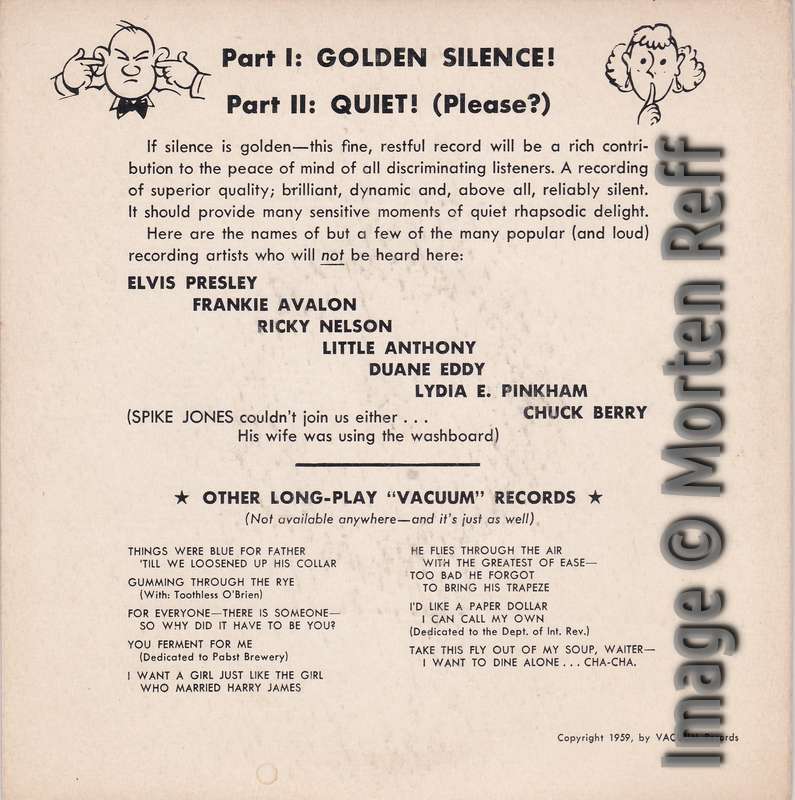 Part I: GOLDEN SILENCE!
Part II: QUIET! (Please?)
If silence is golden—this fine, restful record will be a rich contri-
bution to the peace of mind of all discriminating listeners. A recording
of superior quality; brilliant, dynamic and, above all, reliably silent.
It should provide many sensitive moments of quiet rhapsodic delight.
Here are the names of but a few of the many popular (and loud)
recording artists who will not be heard here:
ELVIS PRESLEY
FRANKIE AVALON
RICKY NELSON
LITTLE ANTHONY
DUANE EDDY
LYDIA E. PINKHAM
CHUCK BERRY
(SPIKE JONES couldn't join us either . . .
His wife was using the washboard)
★ OTHER LONG-PLAY "VACUUM" RECORDS ★
(Not available anywhere—and it's just as well)
THINGS WERE BLUE FOR FATHER
'TILL WE LOOSENED UP HIS COLLAR
GUMMING THROUGH THE RYE
(With: Toothless O'Brien)
FOR EVERYONE—THERE IS SOMEONE—
SO WHY DID IT HAVE TO BE YOU?
YOU FERMENT FOR ME
(Dedicated to Pabst Brewery)
I WANT A GIRL JUST LIKE THE GIRL
WHO MARRIED HARRY JAMES
HE FLIES THROUGH THE AIR
WITH THE GREATEST OF EASE—
TOO BAD HE FORGOT
TO BRING HIS TRAPEZE
I'D LIKE A PAPER DOLLAR
I CAN CALL MY OWN
(Dedicated to the Dept. of Int. Rev.)
TAKE THIS FLY OUT OF MY SOUP, WAITER—
I WANT TO DINE ALONE . . . CHA-CHA.
Copyright 1959, by
Image © Morten Reff